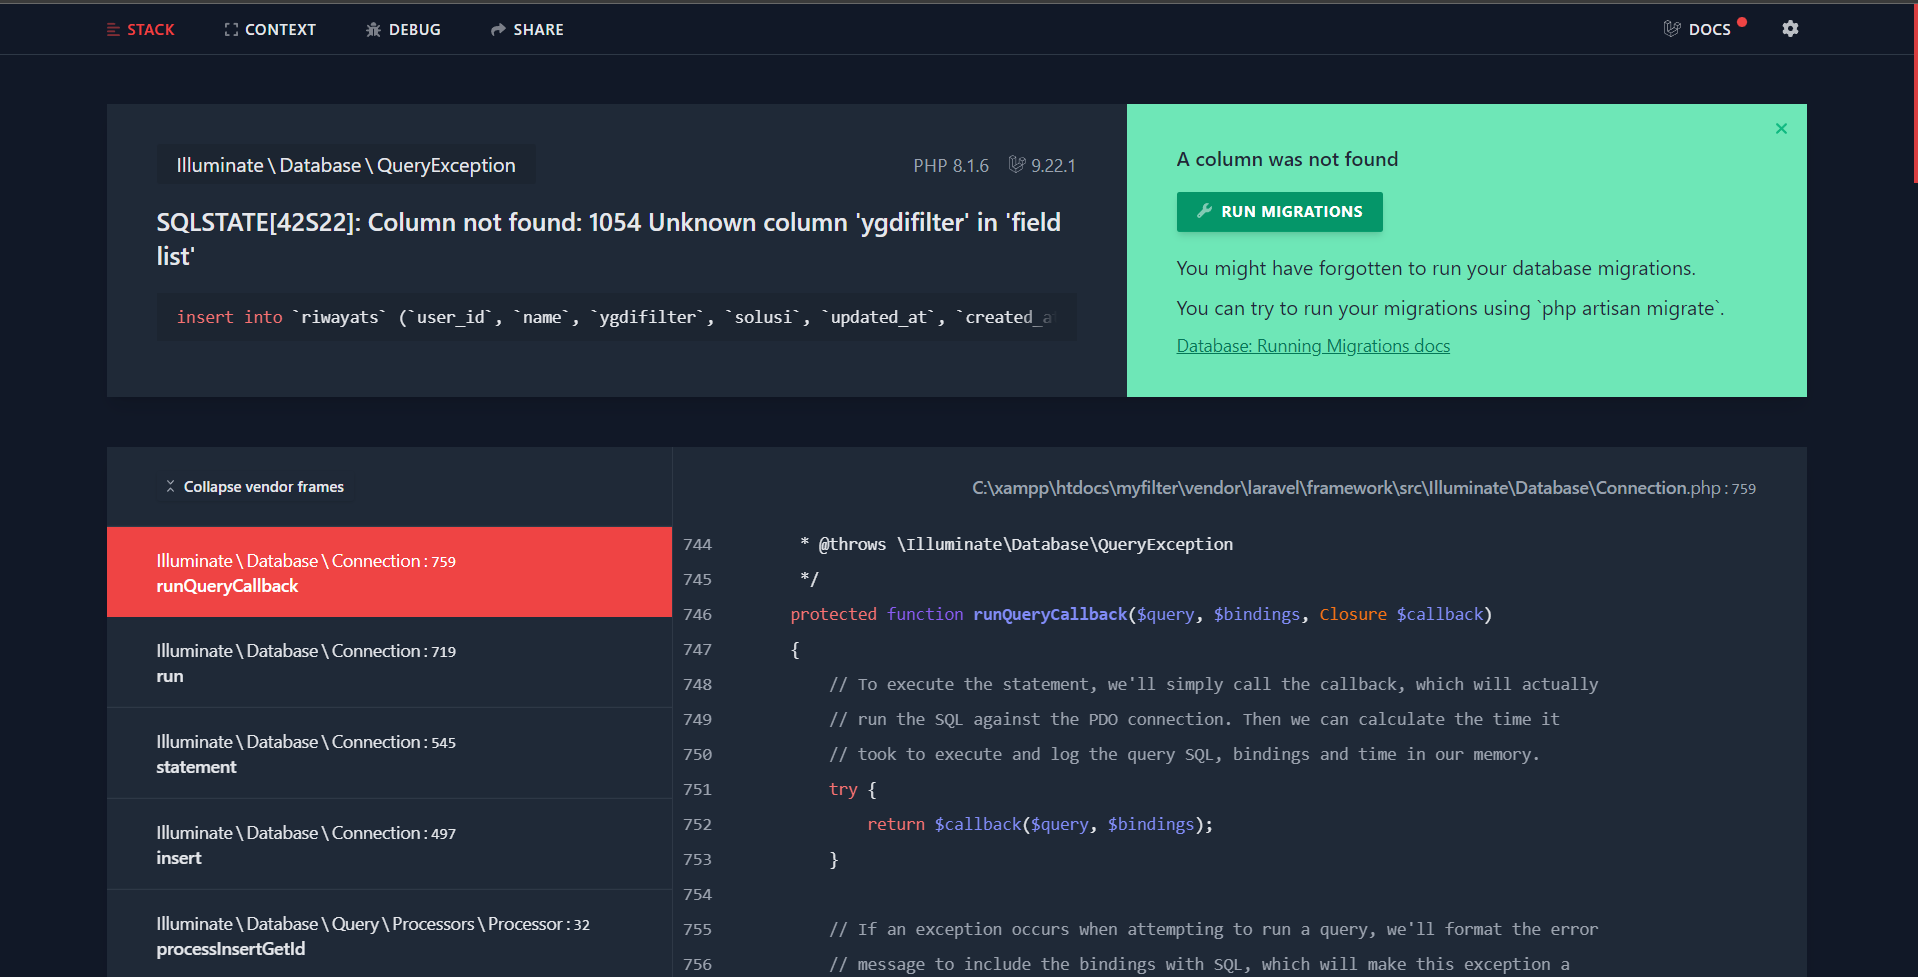 STACK CONTEXT DEBUG SHARE DOCS
Illuminate\Database\QueryException PHP 8.1.6 9.22.1
SQLSTATE[42S22]: Column not found: 1054 Unknown column 'ygdifilter' in 'field
list'
insert into `riwayats` (`user_id`, `name`, `ygdifilter`, `solusi`, `updated_at`, `created_a
A column was not found
RUN MIGRATIONS
You might have forgotten to run your database migrations.
You can try to run your migrations using `php artisan migrate`.
Database: Running Migrations docs
Collapse vendor frames
Illuminate\Database\Connection:759
runQueryCallback
Illuminate\Database\Connection:719
run
Illuminate\Database\Connection:545
statement
Illuminate\Database\Connection:497
insert
Illuminate\Database\Query\Processors\Processor:32
processInsertGetId
C:\xampp\htdocs\myfilter\vendor\laravel\framework\src\Illuminate\Database\Connection.php:759
744 * @throws \Illuminate\Database\QueryException
745 */
746 protected function runQueryCallback($query, $bindings, Closure $callback)
747 {
748 // To execute the statement, we'll simply call the callback, which will actually
749 // run the SQL against the PDO connection. Then we can calculate the time it
750 // took to execute and log the query SQL, bindings and time in our memory.
751 try {
752 return $callback($query, $bindings);
753 }
754
755 // If an exception occurs when attempting to run a query, we'll format the error
756 // message to include the bindings with SQL, which will make this exception a